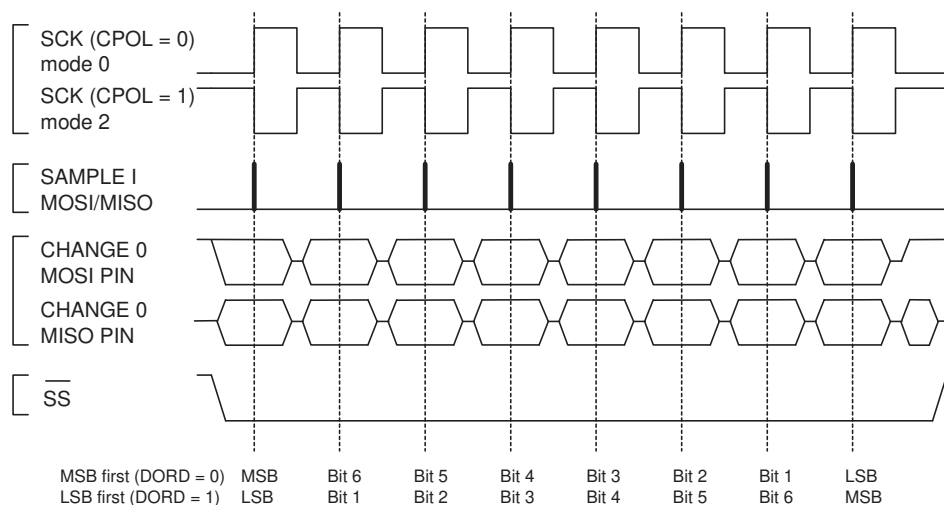 SCK (CPOL = 0)
mode 0
SCK (CPOL = 1)
mode 2
SAMPLE I
MOSI/MISO
CHANGE 0
MOSI PIN
CHANGE 0
MISO PIN
SS
MSB first (DORD = 0) MSB Bit 6 Bit 5 Bit 4 Bit 3 Bit 2 Bit 1 LSB
LSB first (DORD = 1) LSB Bit 1 Bit 2 Bit 3 Bit 4 Bit 5 Bit 6 MSB